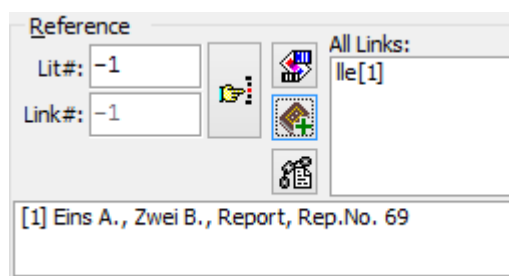 Reference
Lit#: -1
Link#: -1
All Links:
lle[1]
[1] Eins A., Zwei B., Report, Rep.No. 69